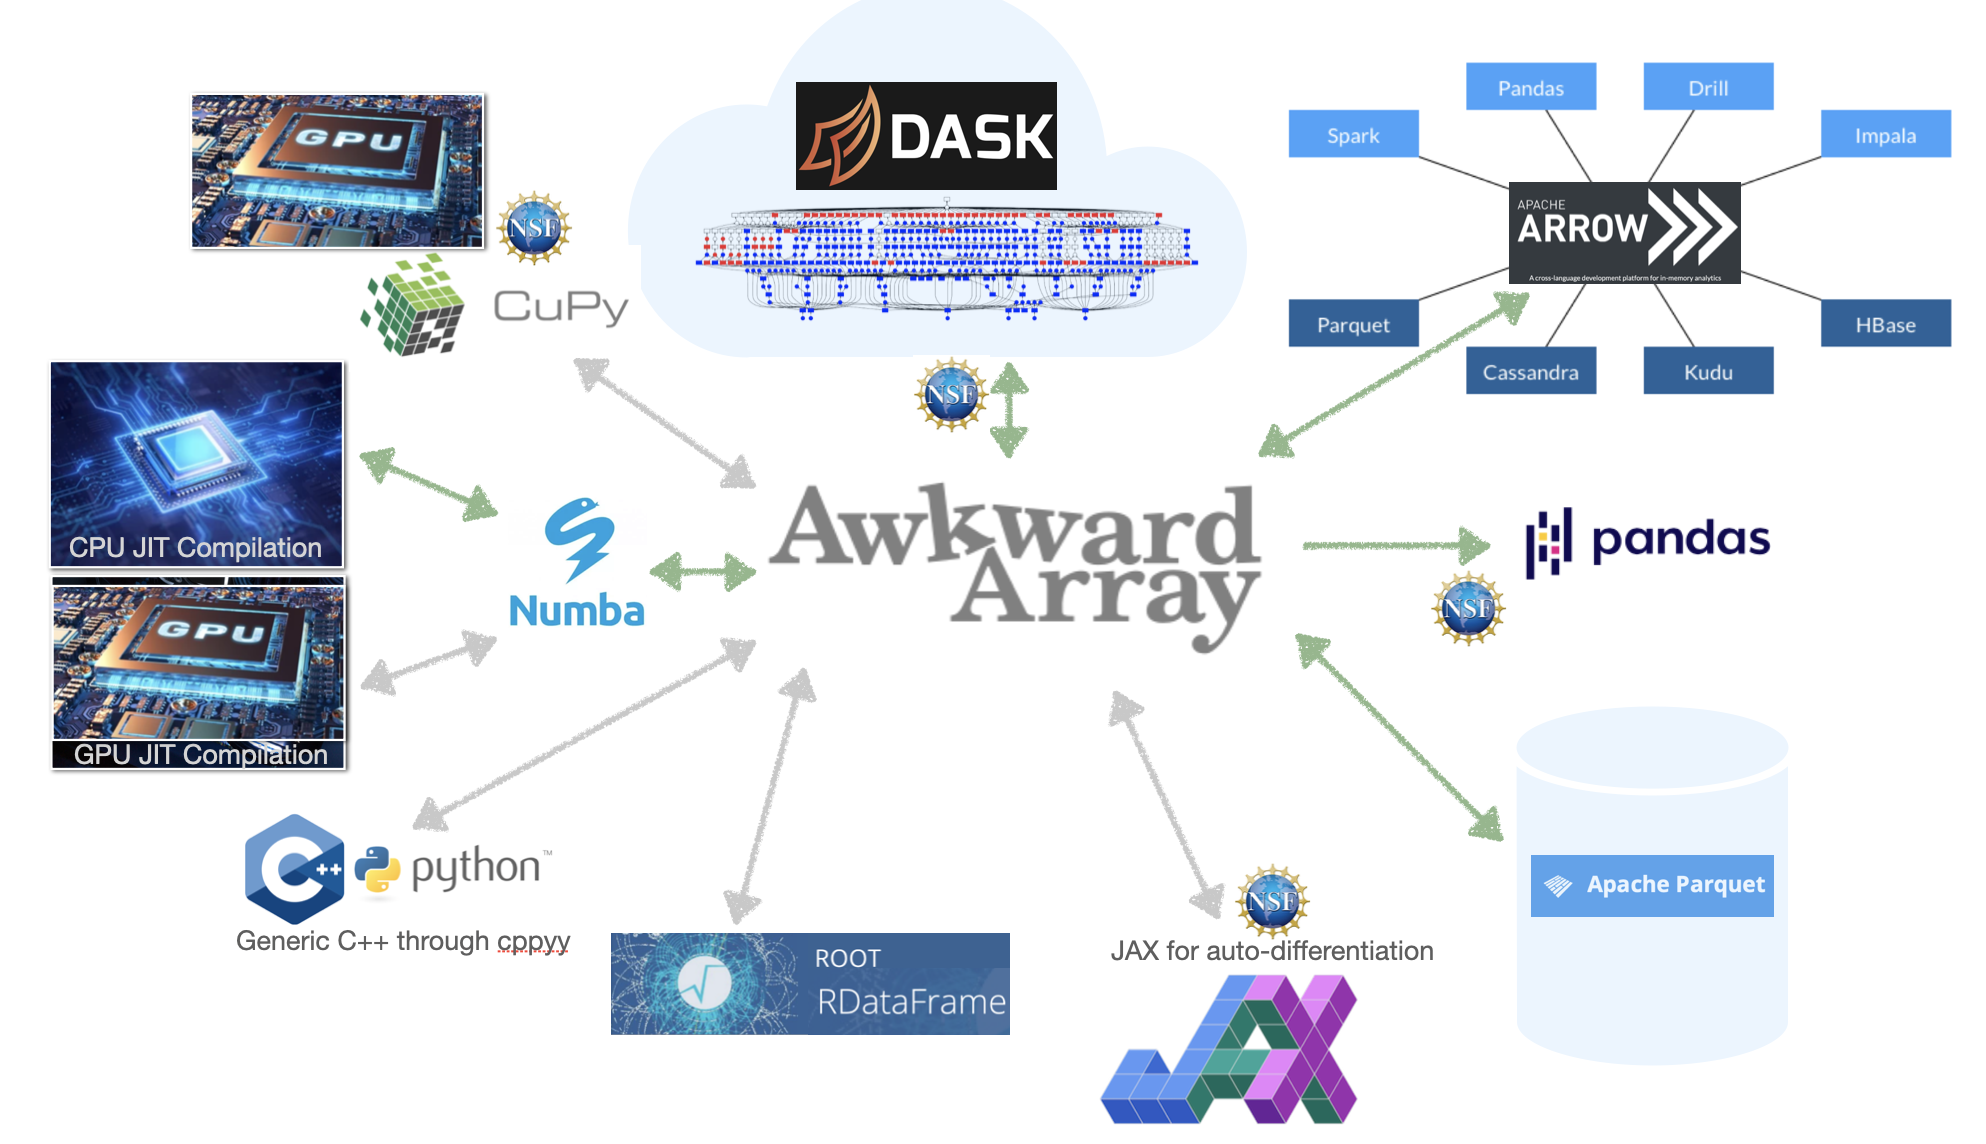 GPU
NSF
CuPy
DASK
NSF
Pandas
Drill
Spark
Impala
APACHE
ARROW
A cross-language development platform for in-memory analytics
Parquet
HBase
Cassandra
Kudu
CPU JIT Compilation
GPU
GPU JIT Compilation
Numba
Awkward
Array
pandas
NSF
C++
python™
Generic C++ through cppyy
ROOT
RDataFrame
NSF
JAX for auto-differentiation
JAX
Apache Parquet